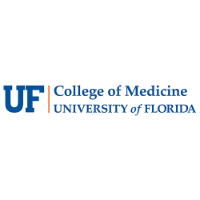 UF
College of Medicine
UNIVERSITY of FLORIDA